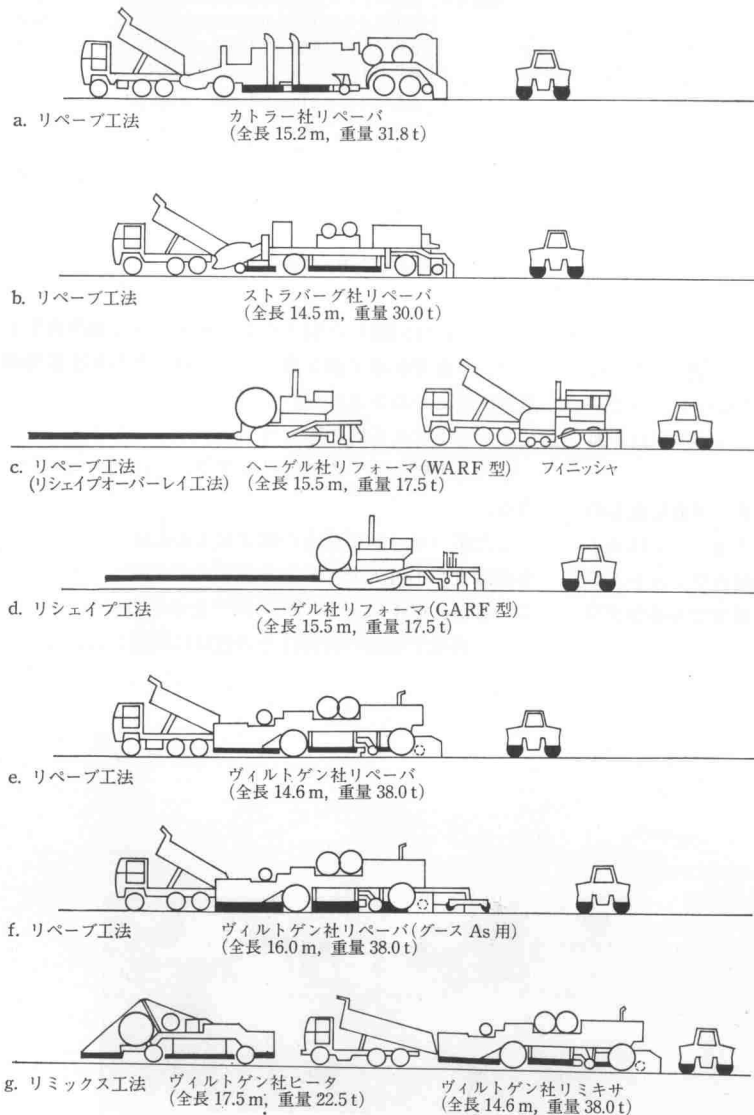 a. リペーブ工法 カトラー社リペーバ
(全長 15.2 m, 重量 31.8 t)
b. リペーブ工法 ストラバーグ社リペーバ
(全長 14.5 m, 重量 30.0 t)
c. リペーブ工法 ヘーゲル社リフォーマ(WARF 型) フィニッシャ
(リシェイプオーバーレイ工法) (全長 15.5 m, 重量 17.5 t)
d. リシェイプ工法 ヘーゲル社リフォーマ(GARF 型)
(全長 15.5 m, 重量 17.5 t)
e. リペーブ工法 ヴィルトゲン社リペーバ
(全長 14.6 m, 重量 38.0 t)
f. リペーブ工法 ヴィルトゲン社リペーバ(グース As 用)
(全長 16.0 m, 重量 38.0 t)
g. リミックス工法 ヴィルトゲン社ヒータ ヴィルトゲン社リミキサ
(全長 17.5 m, 重量 22.5 t) (全長 14.6 m, 重量 38.0 t)